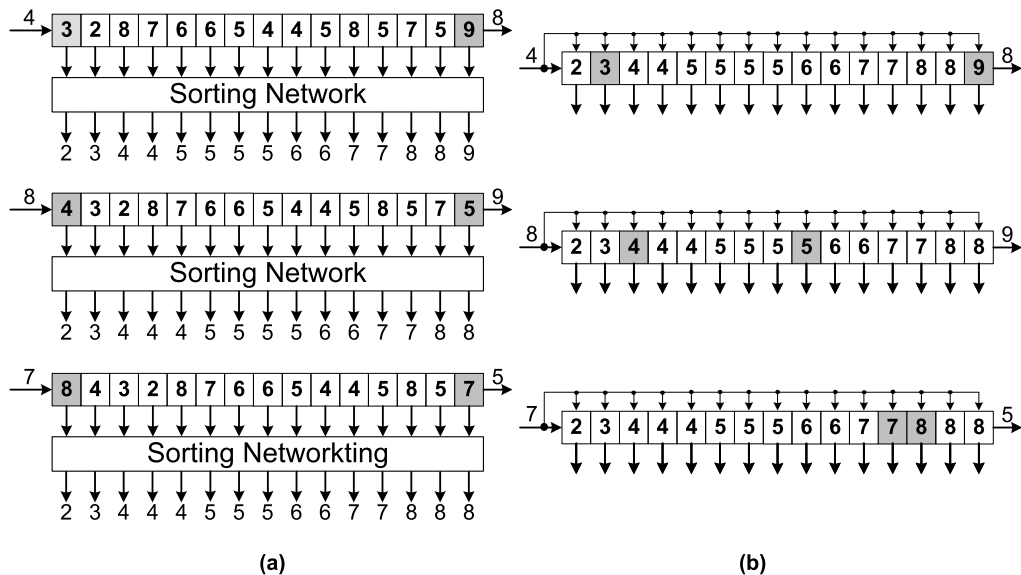 4 3 2 8 7 6 6 5 4 4 5 8 5 7 5 9 8
Sorting Network
2 3 4 4 5 5 5 5 6 6 7 7 8 8 9
8 4 3 2 8 7 6 6 5 4 4 5 8 5 7 5 9
Sorting Network
2 3 4 4 4 5 5 5 5 6 6 7 7 8 8
7 8 4 3 2 8 7 6 6 5 4 4 5 8 5 7 5
Sorting Networkting
2 3 4 4 4 5 5 5 6 6 7 7 8 8 8
(a)
4 2 3 4 4 5 5 5 5 6 6 7 7 8 8 9 8
8 2 3 4 4 4 5 5 5 5 6 6 7 7 8 8 9
7 2 3 4 4 4 5 5 5 6 6 7 7 8 8 8 5
(b)